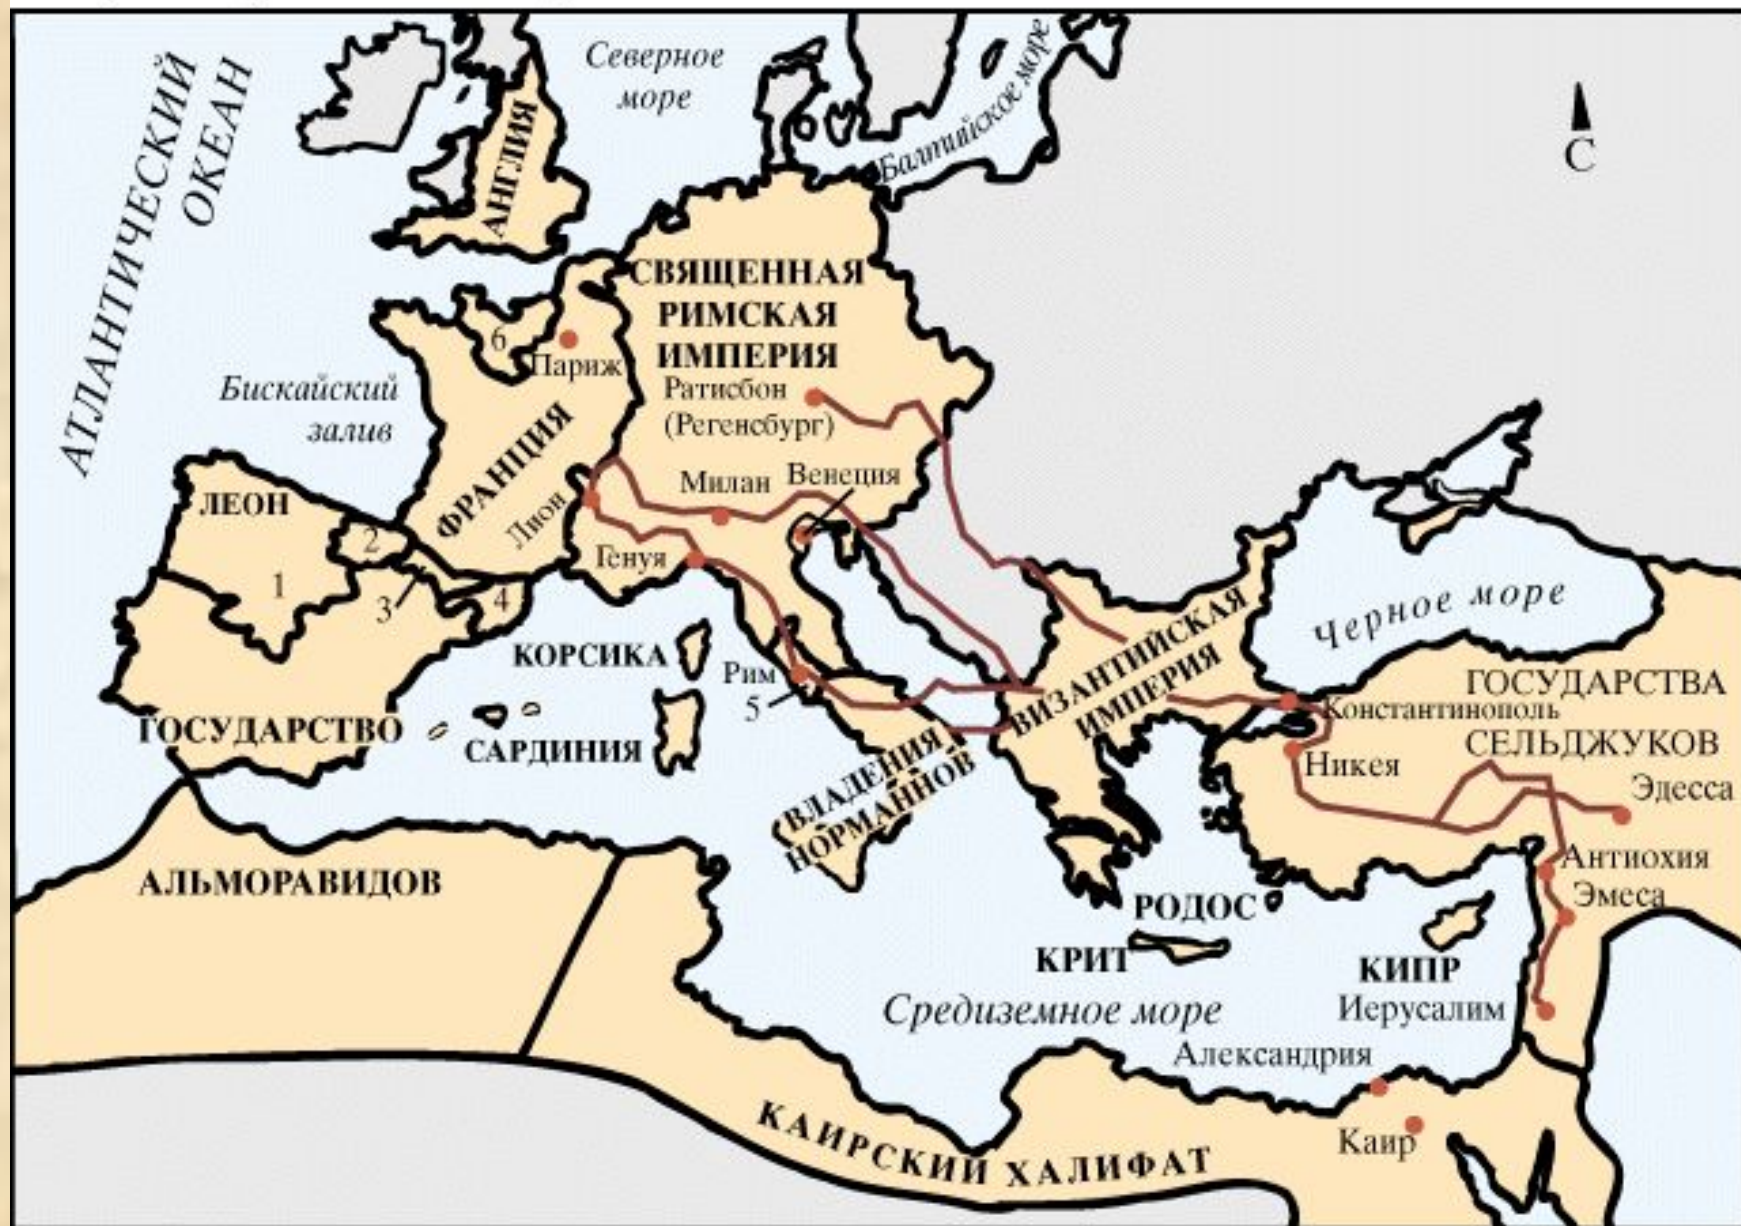 Северное
море
Балтийское море
С
АТЛАНТИЧЕСКИЙ
ОКЕАН
АНГЛИЯ
СВЯЩЕННАЯ
РИМСКАЯ
ИМПЕРИЯ
6
Париж
Ратисбон
(Регенсбург)
Бискайский
залив
ФРАНЦИЯ
Милан
Венеция
ЛЕОН
Лион
2
Генуя
1
3
4
Черное море
КОРСИКА
Рим
5
ВИЗАНТИЙСКАЯ
ИМПЕРИЯ
ГОСУДАРСТВА
Константинополь
СЕЛЬДЖУКОВ
ГОСУДАРСТВО
САРДИНИЯ
Никея
Эдесса
ВЛАДЕНИЯ
НОРМАННОВ
АЛЬМОРАВИДОВ
Антиохия
Эмеса
РОДОС
КРИТ
КИПР
Средиземное море
Иерусалим
Александрия
Каир
КАИРСКИЙ ХАЛИФАТ